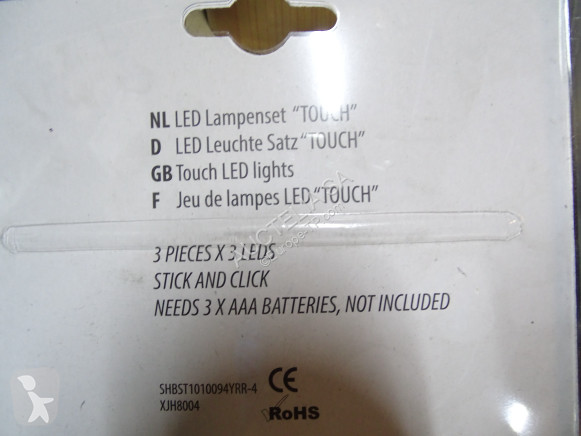 NL LED Lampenset "TOUCH"
D LED Leuchte Satz "TOUCH"
GB Touch LED lights
F Jeu de lampes LED "TOUCH"
3 PIECES X 3 LEDS
STICK AND CLICK
NEEDS 3 X AAA BATTERIES, NOT INCLUDED
SHBST1010094YRR-4
XJH8004
CE
RoHS